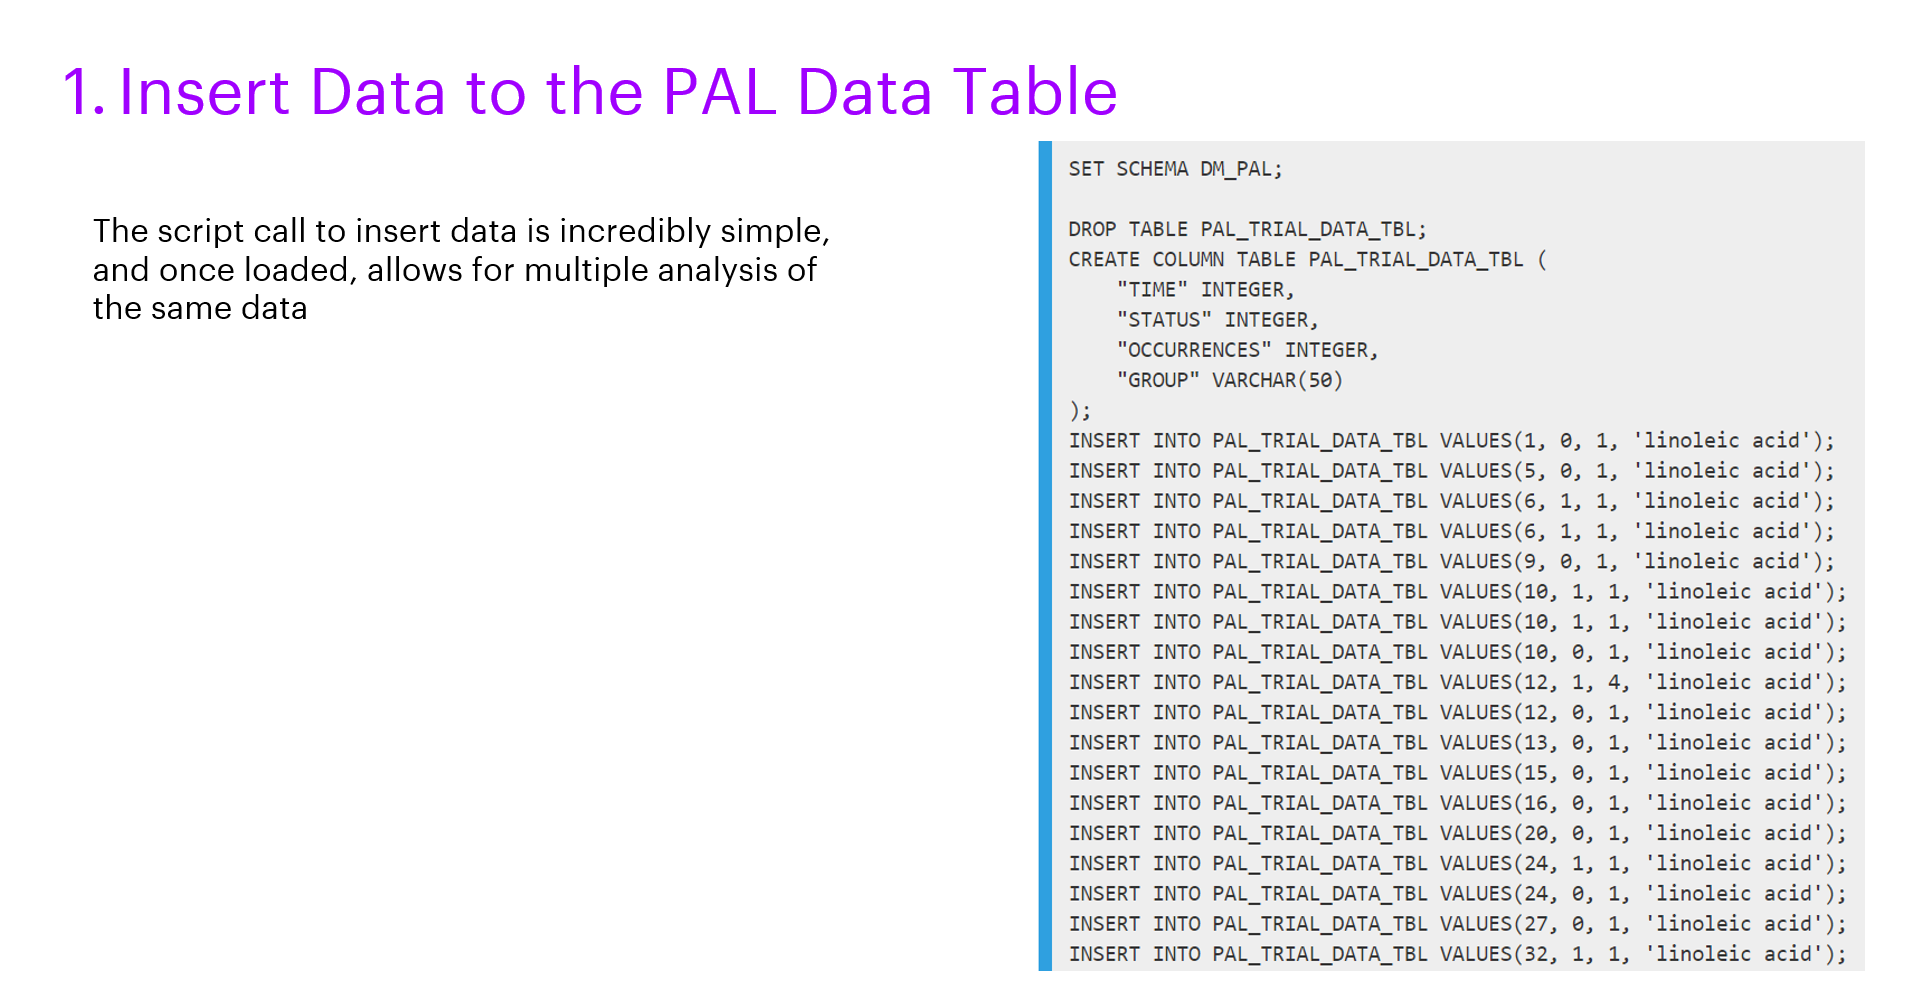 1. Insert Data to the PAL Data Table
The script call to insert data is incredibly simple,
and once loaded, allows for multiple analysis of
the same data
SET SCHEMA DM_PAL;
DROP TABLE PAL_TRIAL_DATA_TBL;
CREATE COLUMN TABLE PAL_TRIAL_DATA_TBL (
    "TIME" INTEGER,
    "STATUS" INTEGER,
    "OCCURRENCES" INTEGER,
    "GROUP" VARCHAR(50)
);
INSERT INTO PAL_TRIAL_DATA_TBL VALUES(1, 0, 1, 'linoleic acid');
INSERT INTO PAL_TRIAL_DATA_TBL VALUES(5, 0, 1, 'linoleic acid');
INSERT INTO PAL_TRIAL_DATA_TBL VALUES(6, 1, 1, 'linoleic acid');
INSERT INTO PAL_TRIAL_DATA_TBL VALUES(6, 1, 1, 'linoleic acid');
INSERT INTO PAL_TRIAL_DATA_TBL VALUES(9, 0, 1, 'linoleic acid');
INSERT INTO PAL_TRIAL_DATA_TBL VALUES(10, 1, 1, 'linoleic acid');
INSERT INTO PAL_TRIAL_DATA_TBL VALUES(10, 1, 1, 'linoleic acid');
INSERT INTO PAL_TRIAL_DATA_TBL VALUES(10, 0, 1, 'linoleic acid');
INSERT INTO PAL_TRIAL_DATA_TBL VALUES(12, 1, 4, 'linoleic acid');
INSERT INTO PAL_TRIAL_DATA_TBL VALUES(12, 0, 1, 'linoleic acid');
INSERT INTO PAL_TRIAL_DATA_TBL VALUES(13, 0, 1, 'linoleic acid');
INSERT INTO PAL_TRIAL_DATA_TBL VALUES(15, 0, 1, 'linoleic acid');
INSERT INTO PAL_TRIAL_DATA_TBL VALUES(16, 0, 1, 'linoleic acid');
INSERT INTO PAL_TRIAL_DATA_TBL VALUES(20, 0, 1, 'linoleic acid');
INSERT INTO PAL_TRIAL_DATA_TBL VALUES(24, 1, 1, 'linoleic acid');
INSERT INTO PAL_TRIAL_DATA_TBL VALUES(24, 0, 1, 'linoleic acid');
INSERT INTO PAL_TRIAL_DATA_TBL VALUES(27, 0, 1, 'linoleic acid');
INSERT INTO PAL_TRIAL_DATA_TBL VALUES(32, 1, 1, 'linoleic acid');